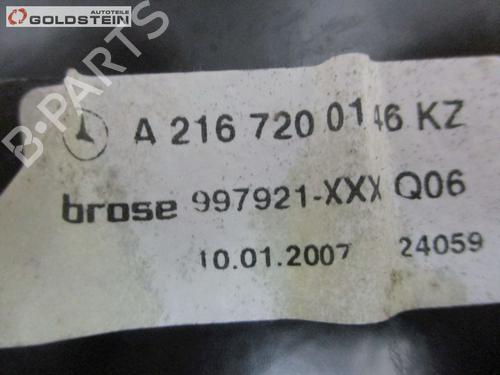 AUTOTEILE
GOLDSTEIN
B-PARTS
A 216 720 0146 KZ
brose 997921-XXX Q06
10.01.2007 24059